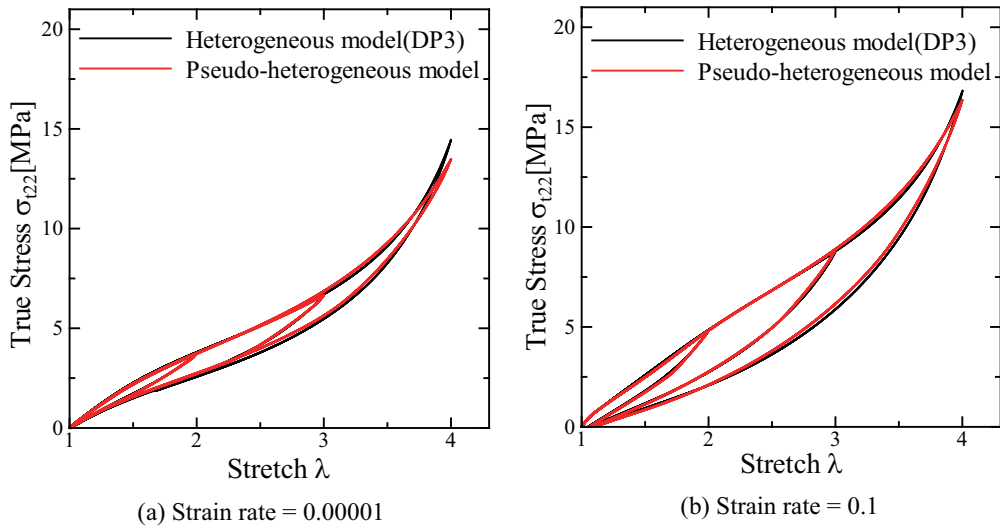 Heterogeneous model(DP3)
Pseudo-heterogeneous model
True Stress σt22[MPa]
20
15
10
5
0
1 2 3 4
Stretch λ
(a) Strain rate = 0.00001
Heterogeneous model(DP3)
Pseudo-heterogeneous model
True Stress σt22[MPa]
20
15
10
5
0
1 2 3 4
Stretch λ
(b) Strain rate = 0.1